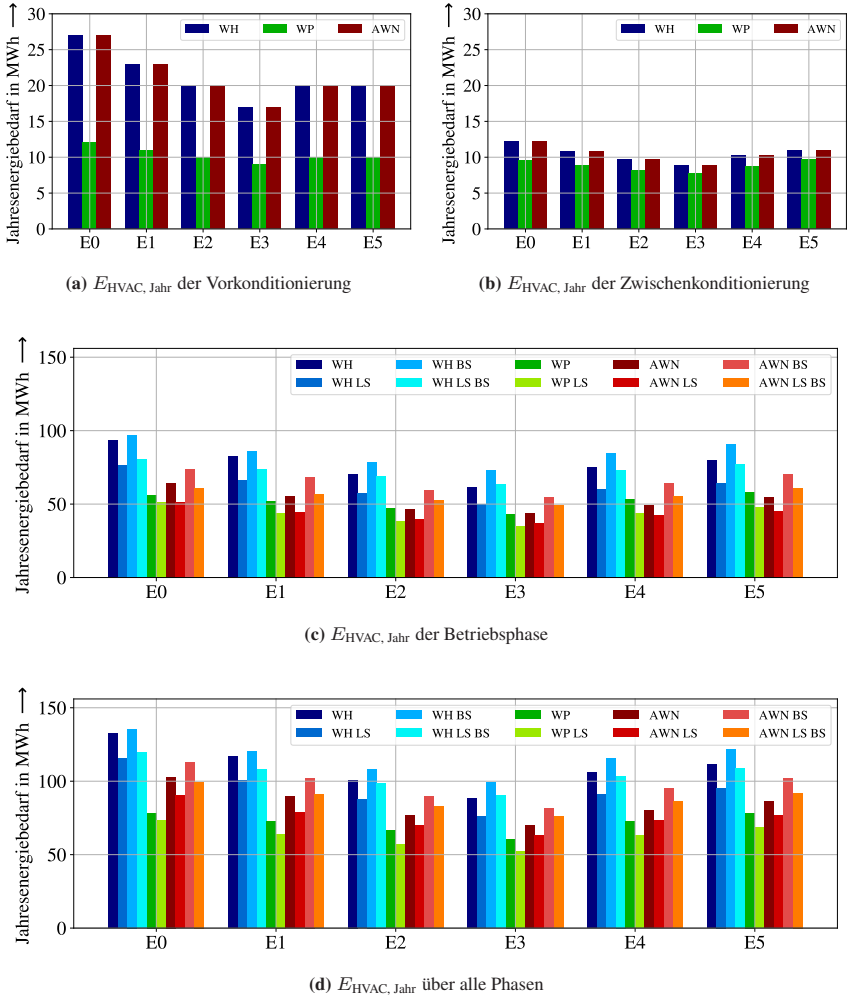 Jahresenergiebedarf in MWh
30
25
20
15
10
5
0
WH WP AWN
E0 E1 E2 E3 E4 E5
(a) E_HVAC, Jahr der Vorkonditionierung
Jahresenergiebedarf in MWh
30
25
20
15
10
5
0
WH WP AWN
E0 E1 E2 E3 E4 E5
(b) E_HVAC, Jahr der Zwischenkonditionierung
Jahresenergiebedarf in MWh
150
100
50
0
WH WH BS WP AWN AWN BS
WH LS WH LS BS WP LS AWN LS AWN LS BS
E0 E1 E2 E3 E4 E5
(c) E_HVAC, Jahr der Betriebsphase
Jahresenergiebedarf in MWh
150
100
50
0
WH WH BS WP AWN AWN BS
WH LS WH LS BS WP LS AWN LS AWN LS BS
E0 E1 E2 E3 E4 E5
(d) E_HVAC, Jahr über alle Phasen